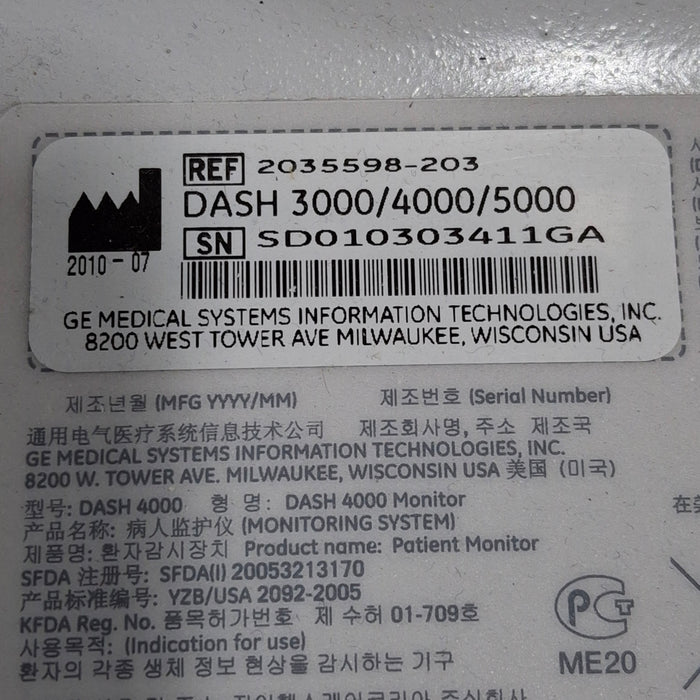 REF 2035598-203
DASH 3000/4000/5000
SN SD010303411GA
2010-07
GE MEDICAL SYSTEMS INFORMATION TECHNOLOGIES, INC.
8200 WEST TOWER AVE MILWAUKEE, WISCONSIN USA
제조년월 (MFG YYYY/MM) 제조번호 (Serial Number)
通用电气医疗系统信息技术公司 제조회사명, 주소 제조국
GE MEDICAL SYSTEMS INFORMATION TECHNOLOGIES, INC.
8200 W. TOWER AVE. MILWAUKEE, WISCONSIN USA 美国 (미국)
型号: DASH 4000 형 명: DASH 4000 Monitor
产品名称: 病人监护仪 (MONITORING SYSTEM)
제품명: 환자감시장치 Product name: Patient Monitor
SFDA 注册号: SFDA(I) 20053213170
产品标准编号: YZB/USA 2092-2005
KFDA Reg. No. 품목허가번호 제 수허 01-709호
사용목적: (Indication for use)
환자의 각종 생체 정보 현상을 감시하는 기구
PCT
ME20